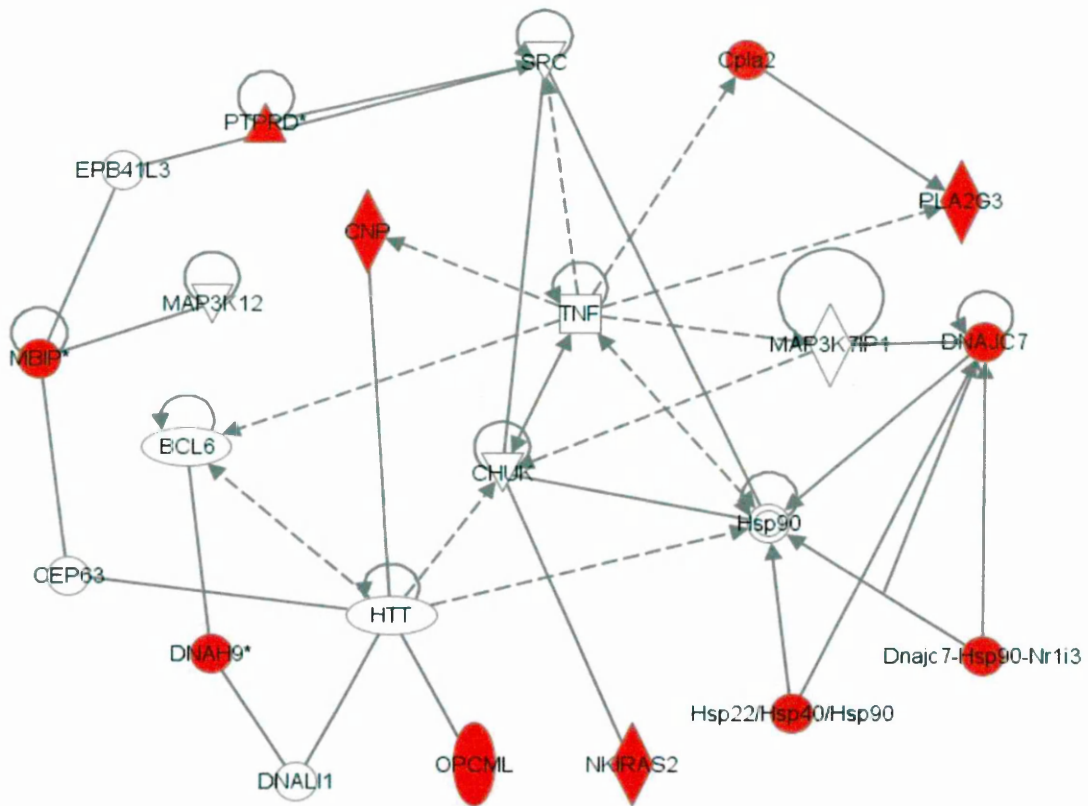 SRC
Cpla2
PTPRD*
EPB41L3
PLA2G3
CNP
MAP3K12
TNF
MAP3K7IP1
DNAJC7
MBIP*
BCL6
CHUK
Hsp90
CEP63
HTT
DNAH9*
Dnajc7-Hsp90-Nr1i3
Hsp22/Hsp40/Hsp90
DNALI1
OPCML
NKIRAS2